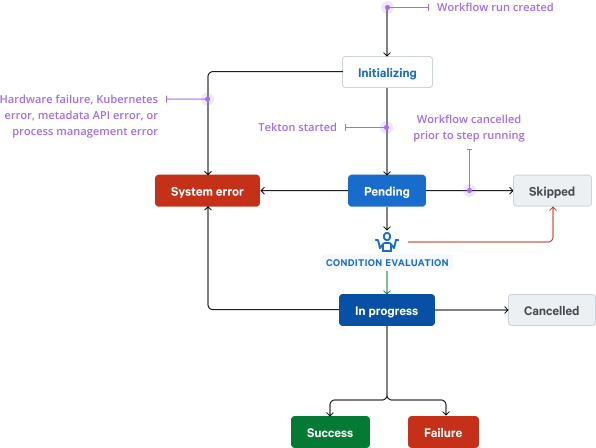 Workflow run created
Initializing
Hardware failure, Kubernetes
error, metadata API error, or
process management error
Tekton started
Workflow cancelled
prior to step running
System error
Pending
Skipped
CONDITION EVALUATION
In progress
Cancelled
Success
Failure